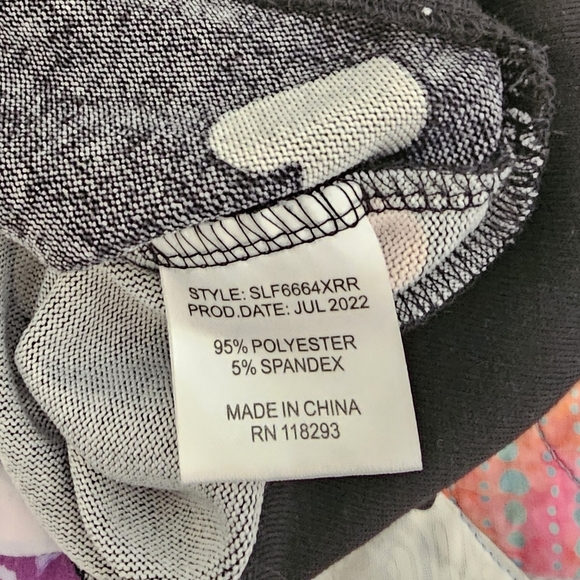 STYLE: SLF6664XRR
PROD.DATE: JUL 2022
95% POLYESTER
5% SPANDEX
MADE IN CHINA
RN 118293